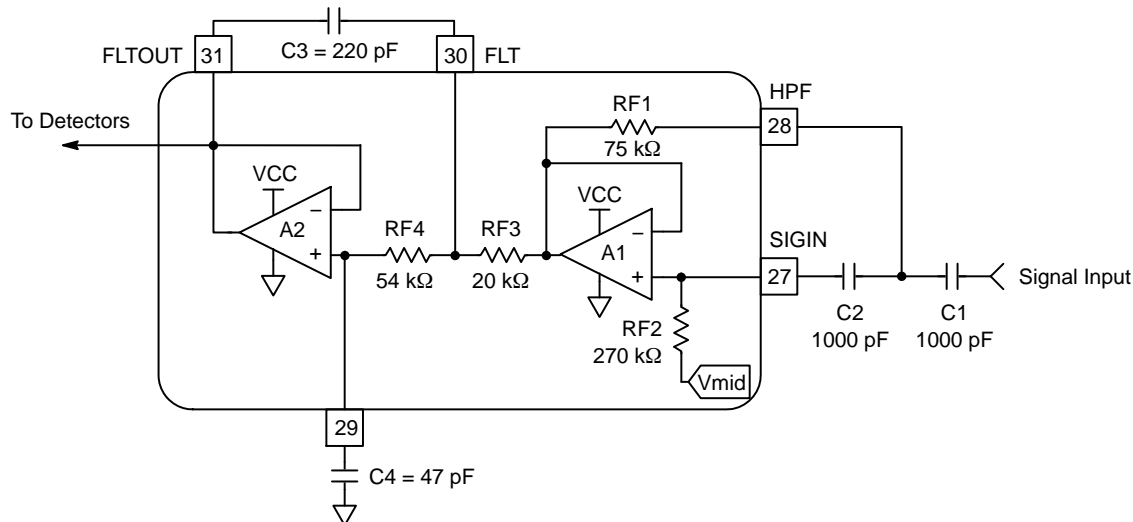 FLTOUT
31
C3 = 220 pF
30
FLT
HPF
28
RF1
75 kΩ
To Detectors
VCC
A2
−
+
RF4
54 kΩ
RF3
20 kΩ
VCC
A1
−
+
SIGIN
27
Signal Input
C2
1000 pF
C1
1000 pF
RF2
270 kΩ
Vmid
29
C4 = 47 pF